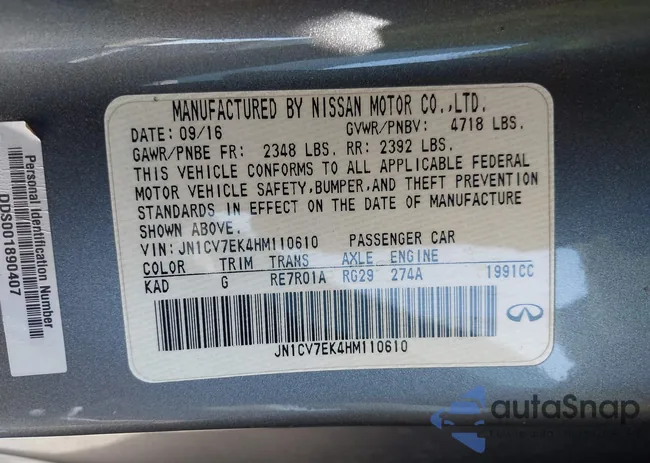 MANUFACTURED BY NISSAN MOTOR CO.,LTD.
DATE: 09/16 GVWR/PNBV: 4718 LBS.
GAWR/PNBE FR: 2348 LBS. RR: 2392 LBS.
THIS VEHICLE CONFORMS TO ALL APPLICABLE FEDERAL
MOTOR VEHICLE SAFETY,BUMPER,AND THEFT PREVENTION
STANDARDS IN EFFECT ON THE DATE OF MANUFACTURE
SHOWN ABOVE.
VIN: JN1CV7EK4HM110610 PASSENGER CAR
COLOR TRIM TRANS AXLE ENGINE
KAD G RE7R01A RG29 274A 1991CC
JN1CV7EK4HM110610
Personal Identification Number
DDS001890407
autaSnap